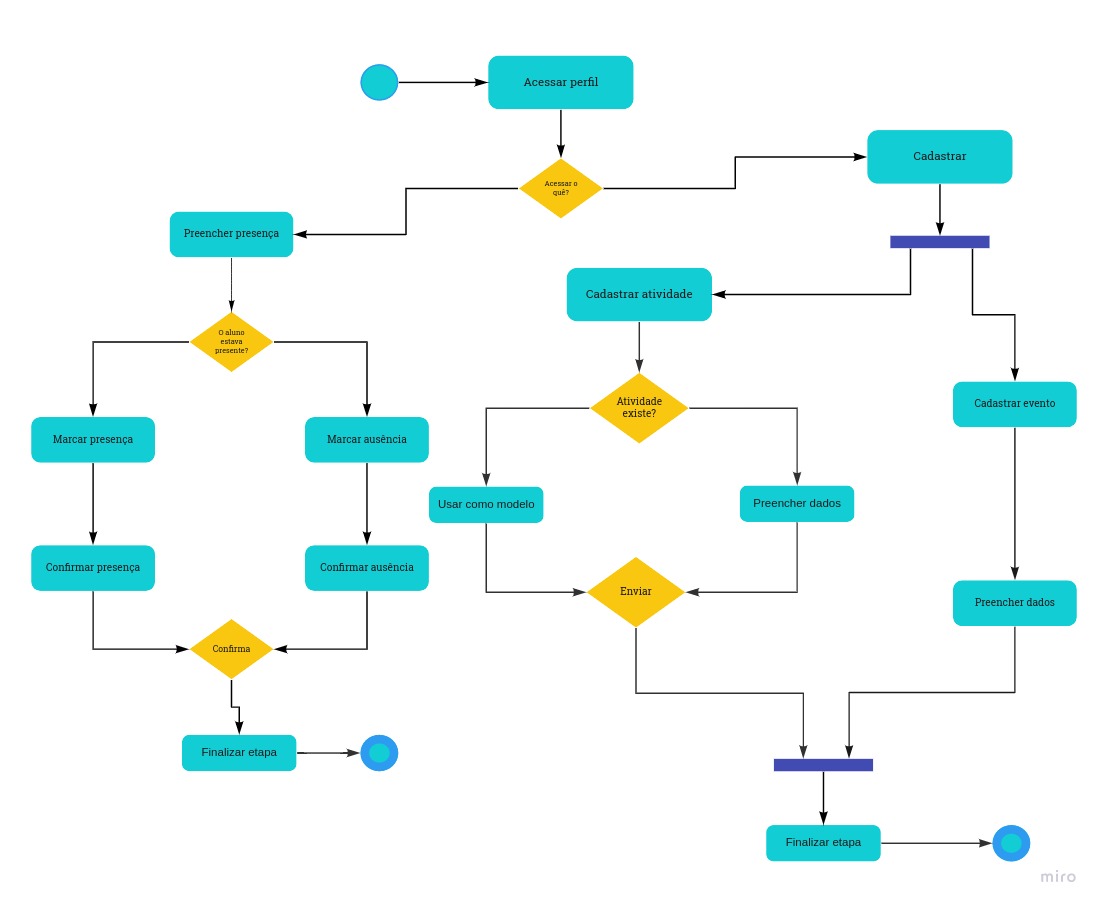 Acessar perfil
Cadastrar
Acessar o
quê?
Preencher presença
Cadastrar atividade
O aluno
estava
presente?
Atividade
existe?
Cadastrar evento
Marcar presença
Marcar ausência
Usar como modelo
Preencher dados
Confirmar presença
Confirmar ausência
Enviar
Preencher dados
Confirma
Finalizar etapa
Finalizar etapa
miro